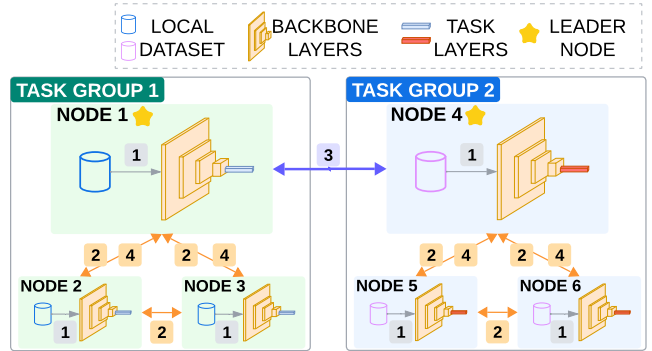 LOCAL DATASET
BACKBONE LAYERS
TASK LAYERS
LEADER NODE
TASK GROUP 1
NODE 1
1
2 4
2 4
NODE 2
1
2
NODE 3
1
3
TASK GROUP 2
NODE 4
1
2 4
2 4
NODE 5
1
2
NODE 6
1